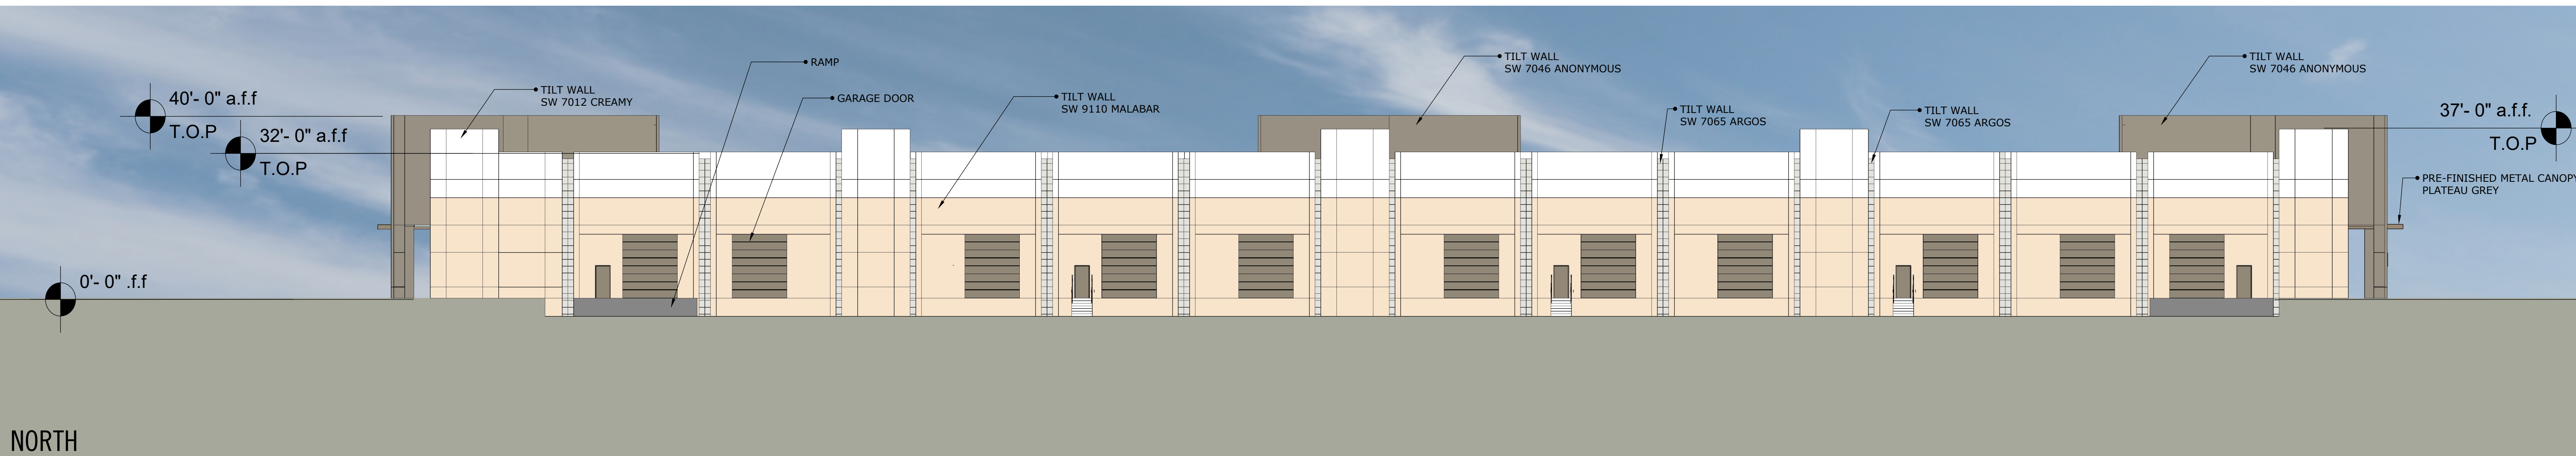 40'- 0" a.f.f
T.O.P
32'- 0" a.f.f
T.O.P
0'- 0" .f.f
TILT WALL
SW 7012 CREAMY
RAMP
GARAGE DOOR
TILT WALL
SW 9110 MALABAR
TILT WALL
SW 7046 ANONYMOUS
TILT WALL
SW 7065 ARGOS
TILT WALL
SW 7065 ARGOS
TILT WALL
SW 7046 ANONYMOUS
37'- 0" a.f.f.
T.O.P
PRE-FINISHED METAL CANOPY
PLATEAU GREY
NORTH